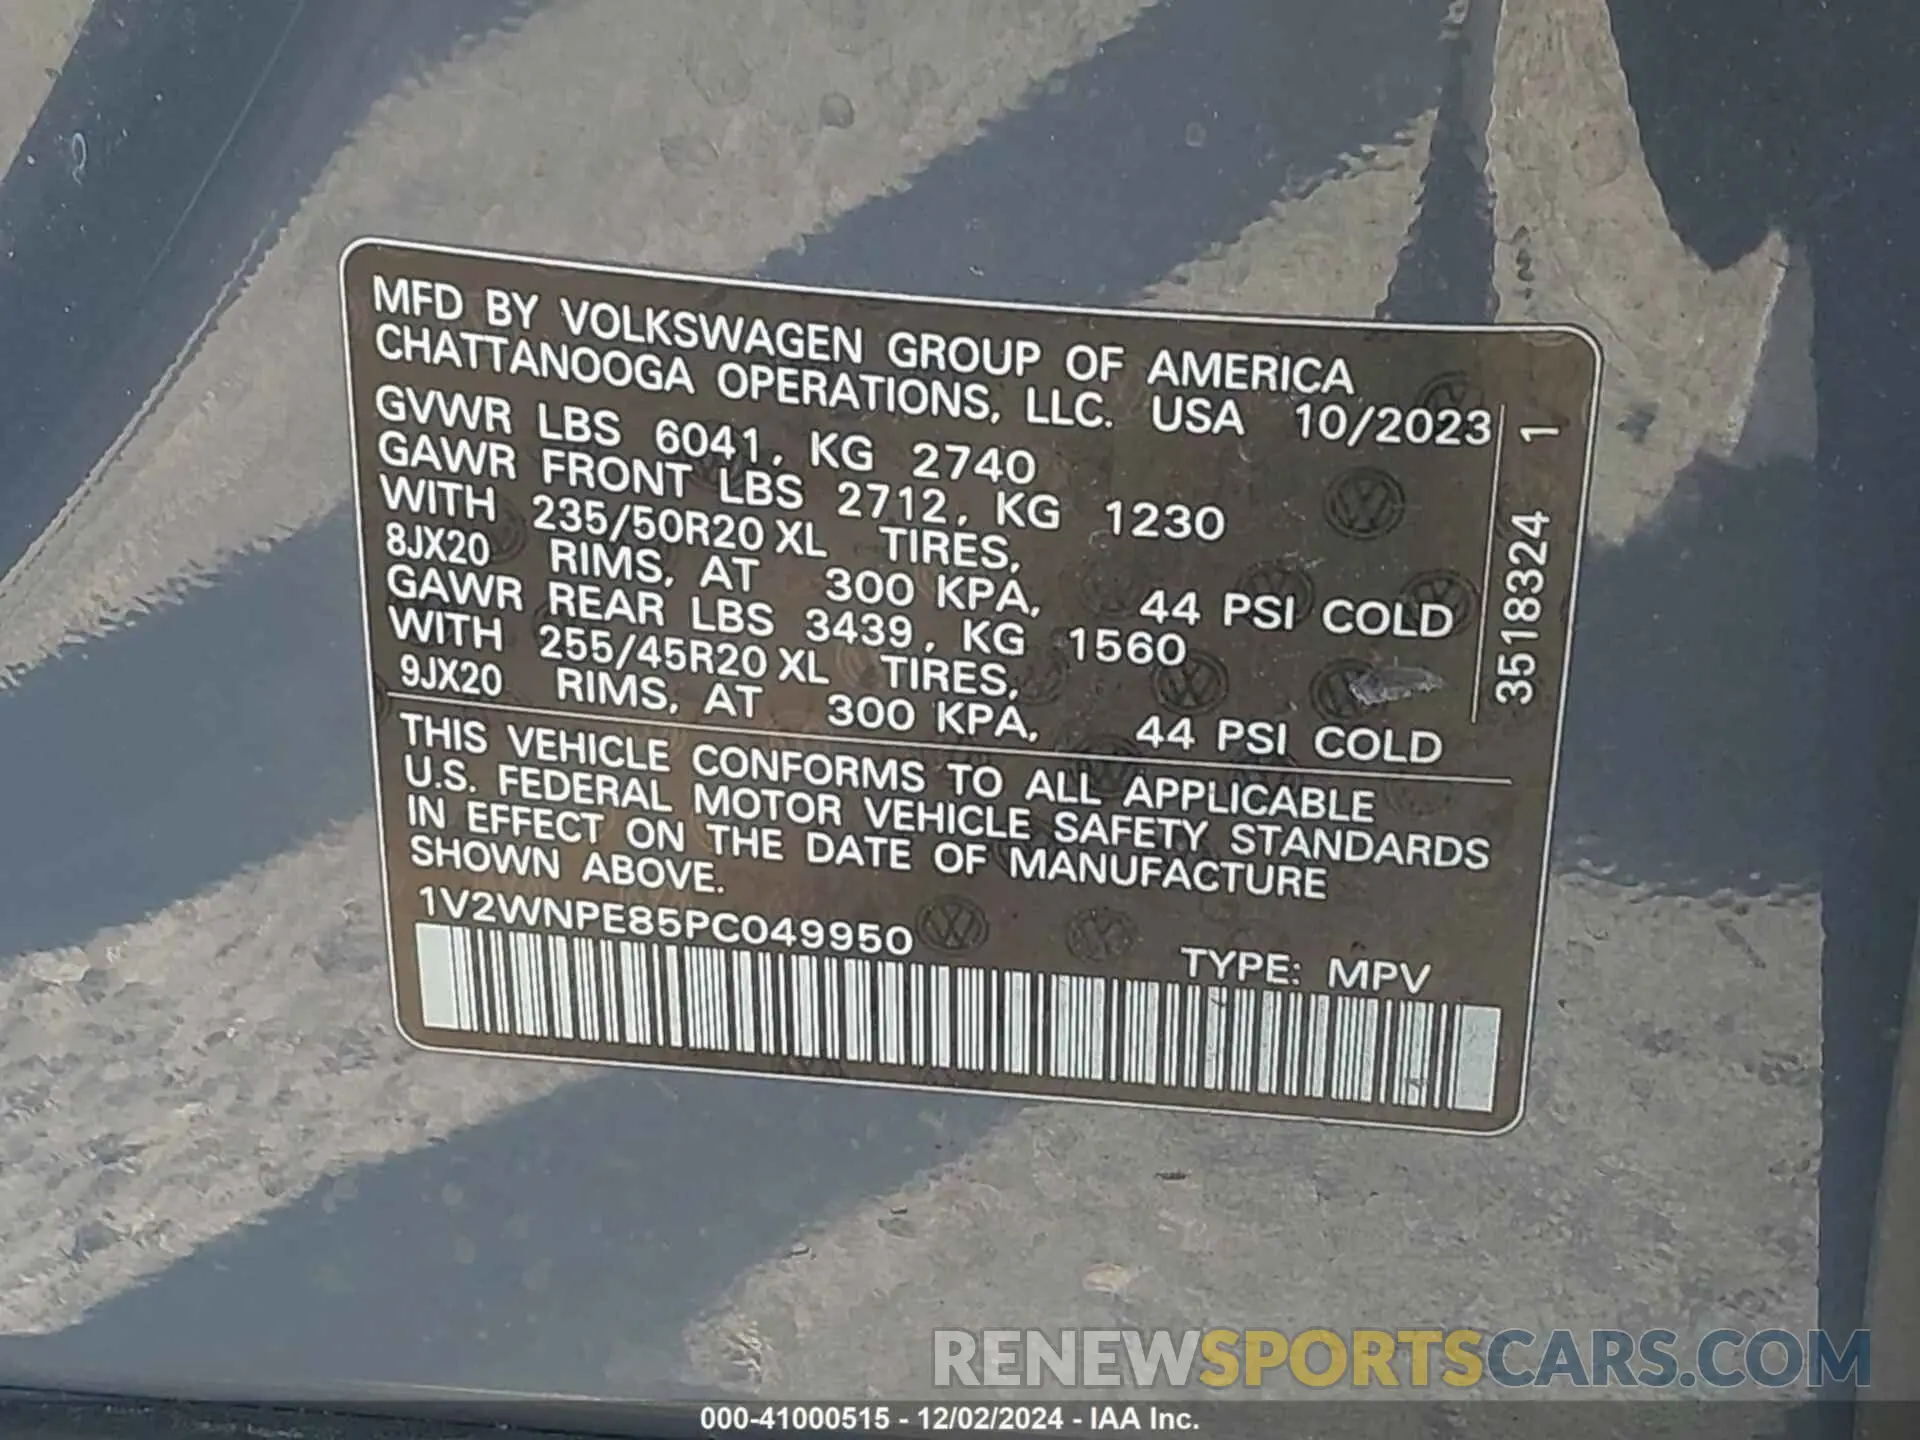 MFD BY VOLKSWAGEN GROUP OF AMERICA
CHATTANOOGA OPERATIONS, LLC. USA 10/2023
GVWR LBS 6041, KG 2740
GAWR FRONT LBS 2712, KG 1230
WITH 235/50R20 XL TIRES,
8JX20 RIMS, AT 300 KPA, 44 PSI COLD
GAWR REAR LBS 3439, KG 1560
WITH 255/45R20 XL TIRES,
9JX20 RIMS, AT 300 KPA, 44 PSI COLD
3518324 1
THIS VEHICLE CONFORMS TO ALL APPLICABLE
U.S. FEDERAL MOTOR VEHICLE SAFETY STANDARDS
IN EFFECT ON THE DATE OF MANUFACTURE
SHOWN ABOVE.
1V2WNPE85PC049950
TYPE: MPV
RENEWSPORTSCARS.COM
000-41000515 - 12/02/2024 - IAA Inc.